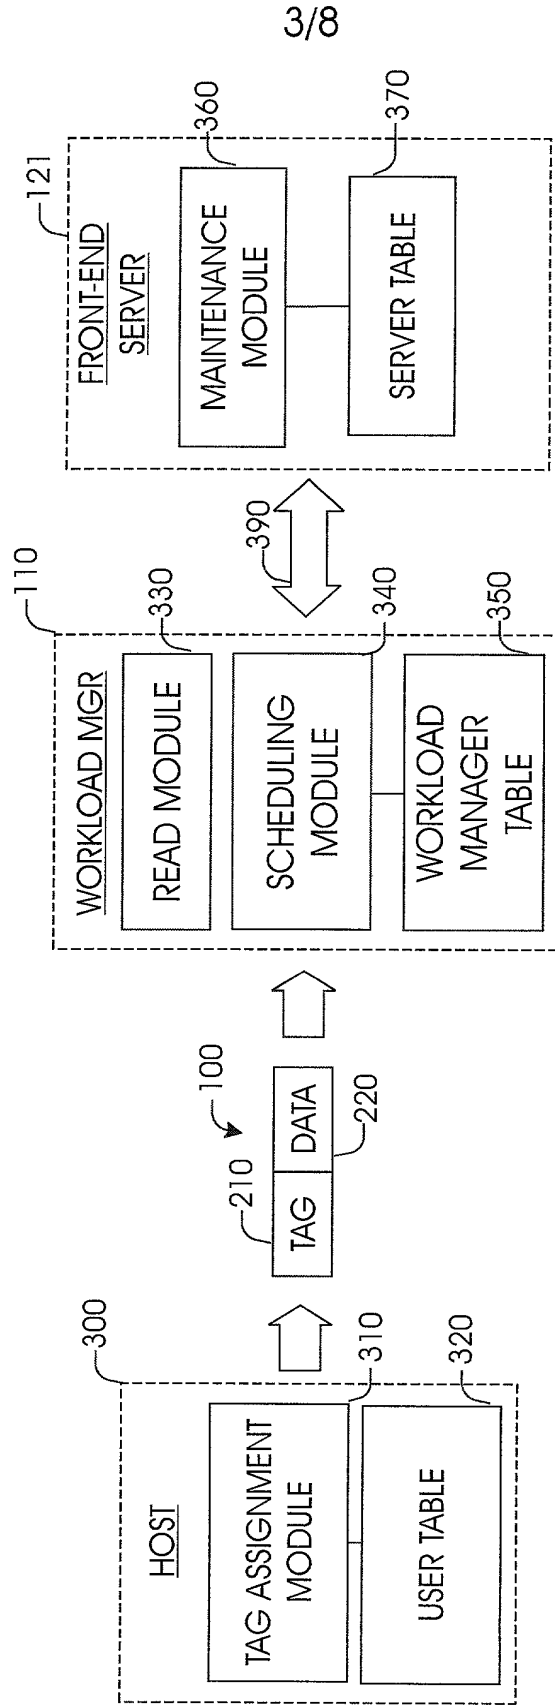 3/8
300
HOST
TAG ASSIGNMENT
MODULE
310
USER TABLE
320
100
210
TAG
DATA
220
110
WORKLOAD MGR
READ MODULE
330
SCHEDULING
MODULE
340
WORKLOAD
MANAGER
TABLE
350
390
121
FRONT-END
SERVER
MAINTENANCE
MODULE
360
SERVER TABLE
370